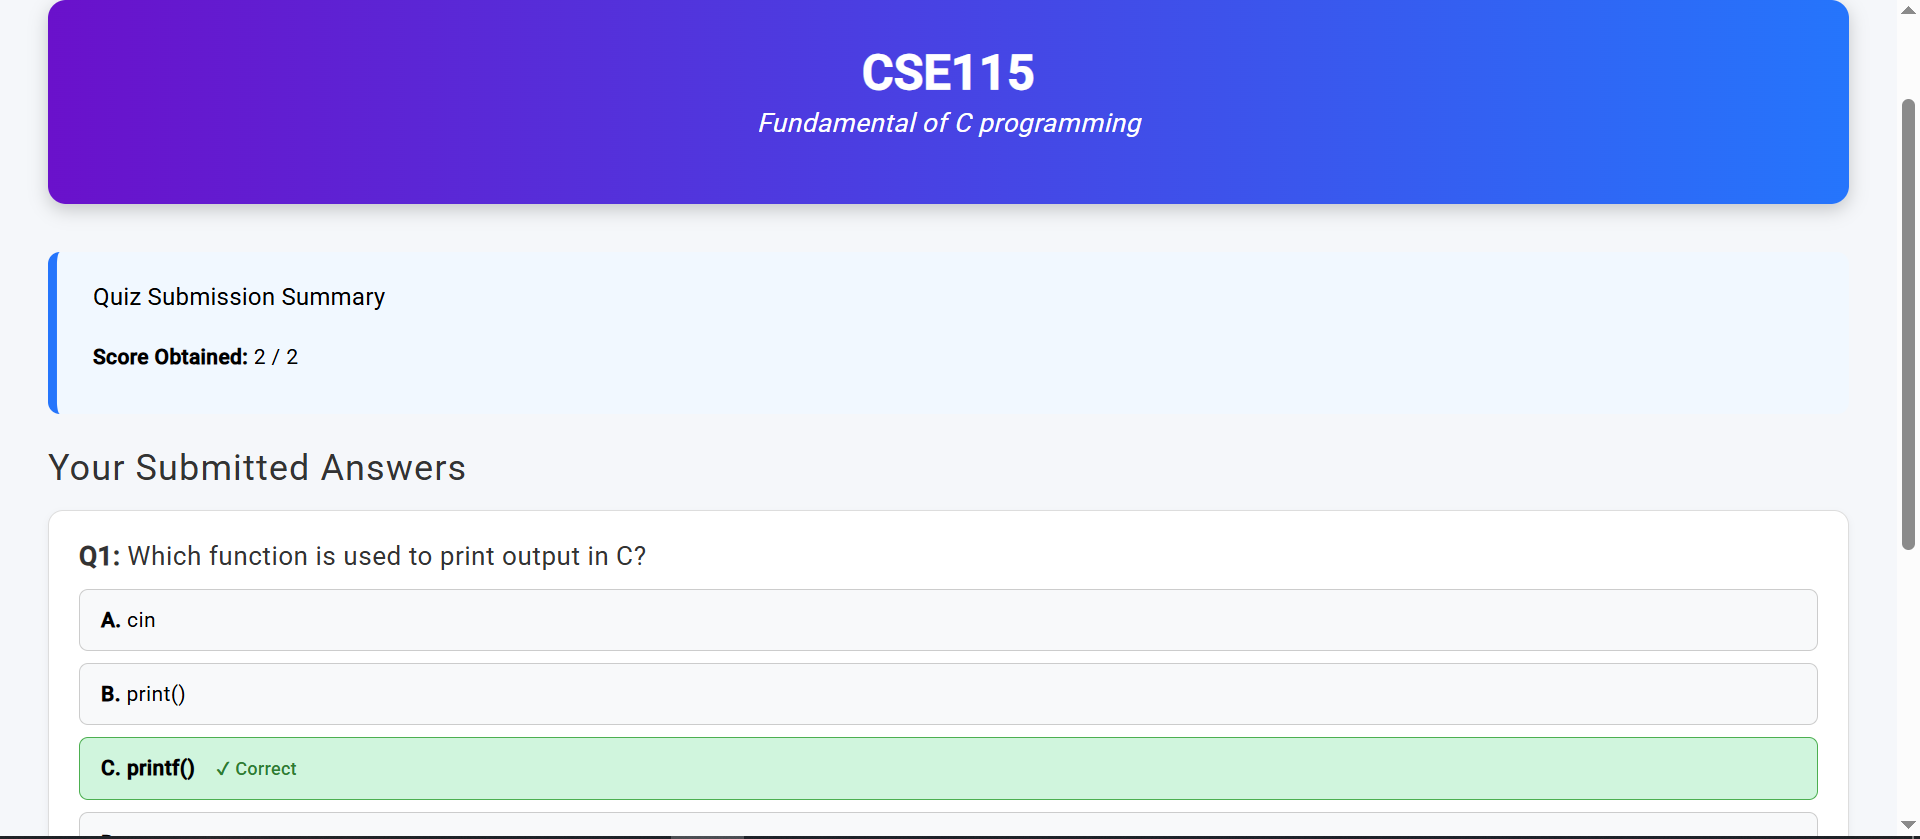 CSE115
Fundamental of C programming
Quiz Submission Summary
Score Obtained: 2 / 2
Your Submitted Answers
Q1: Which function is used to print output in C?
A. cin
B. print()
C. printf() ✓ Correct